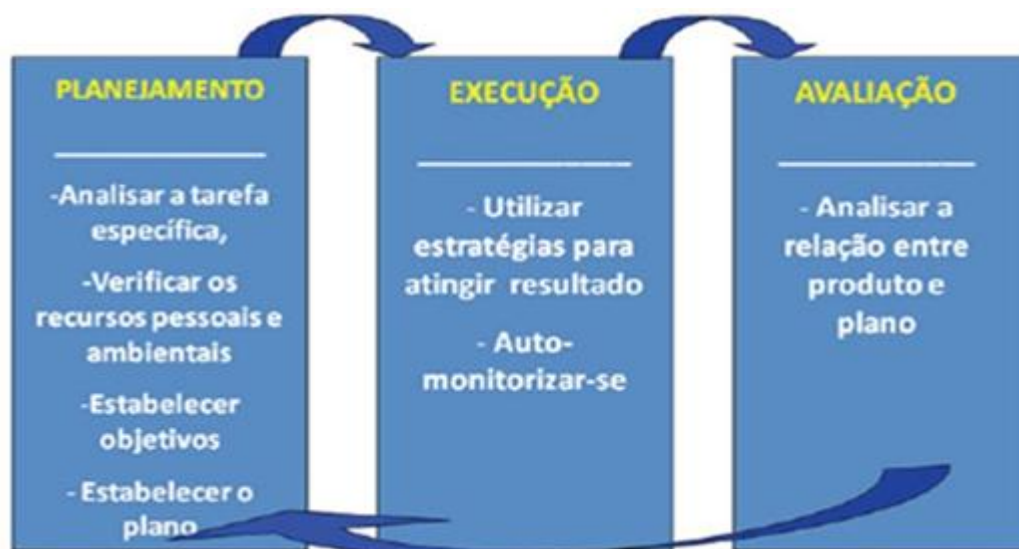 PLANEJAMENTO
-Analisar a tarefa
específica,
-Verificar os
recursos pessoais e
ambientais
-Estabelecer
objetivos
- Estabelecer o
plano
EXECUÇÃO
- Utilizar
estratégias para
atingir resultado
- Auto-
monitorizar-se
AVALIAÇÃO
- Analisar a
relação entre
produto e
plano